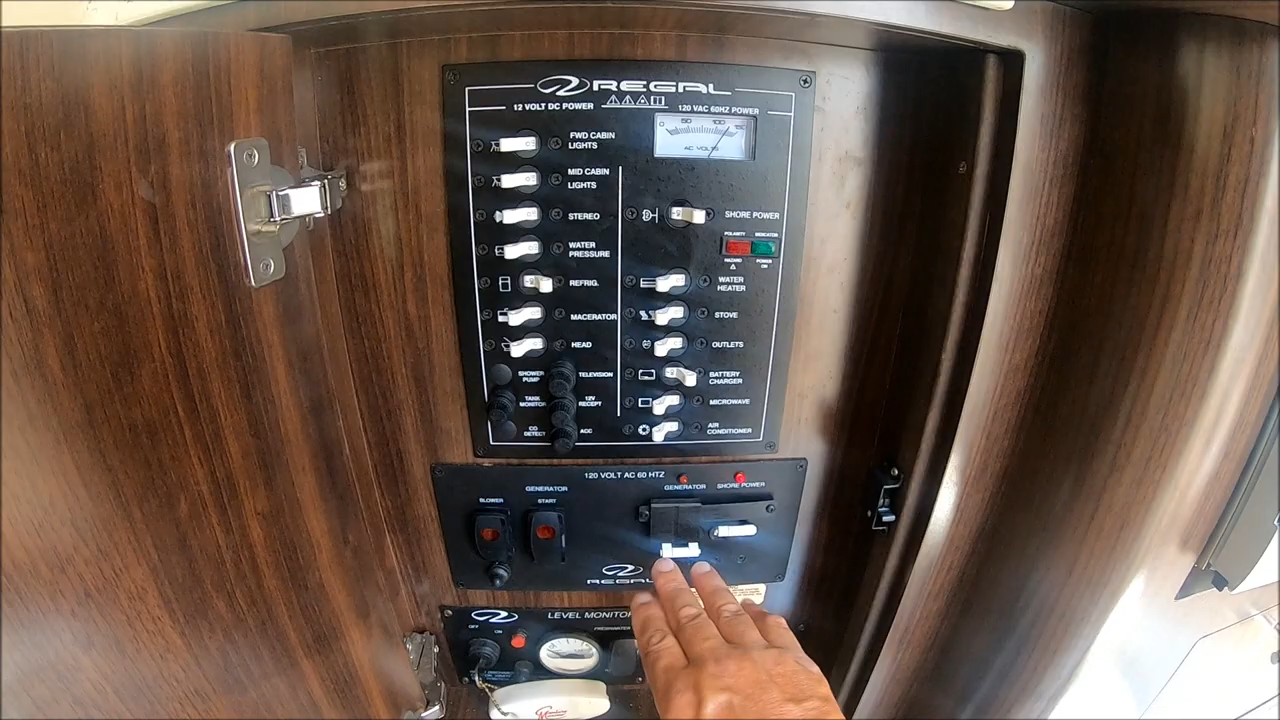 REGAL
12 VOLT DC POWER
120 VAC 60HZ POWER
0 50 100 150
AC VOLTS
FWD CABIN
LIGHTS
MID CABIN
LIGHTS
STEREO
SHORE POWER
POLARITY INDICATOR
HAZARD POWER
ON
WATER
PRESSURE
REFRIG.
WATER
HEATER
MACERATOR
STOVE
HEAD
OUTLETS
SHOWER
PUMP
TELEVISION
BATTERY
CHARGER
TANK
MONITOR
12V
RECEPT
MICROWAVE
CO
DETECT
ACC
AIR
CONDITIONER
120 VOLT AC 60 HTZ
GENERATOR
GENERATOR
SHORE POWER
BLOWER
START
REGAL
LEVEL MONITOR
OFF
ON
FRESHWATER